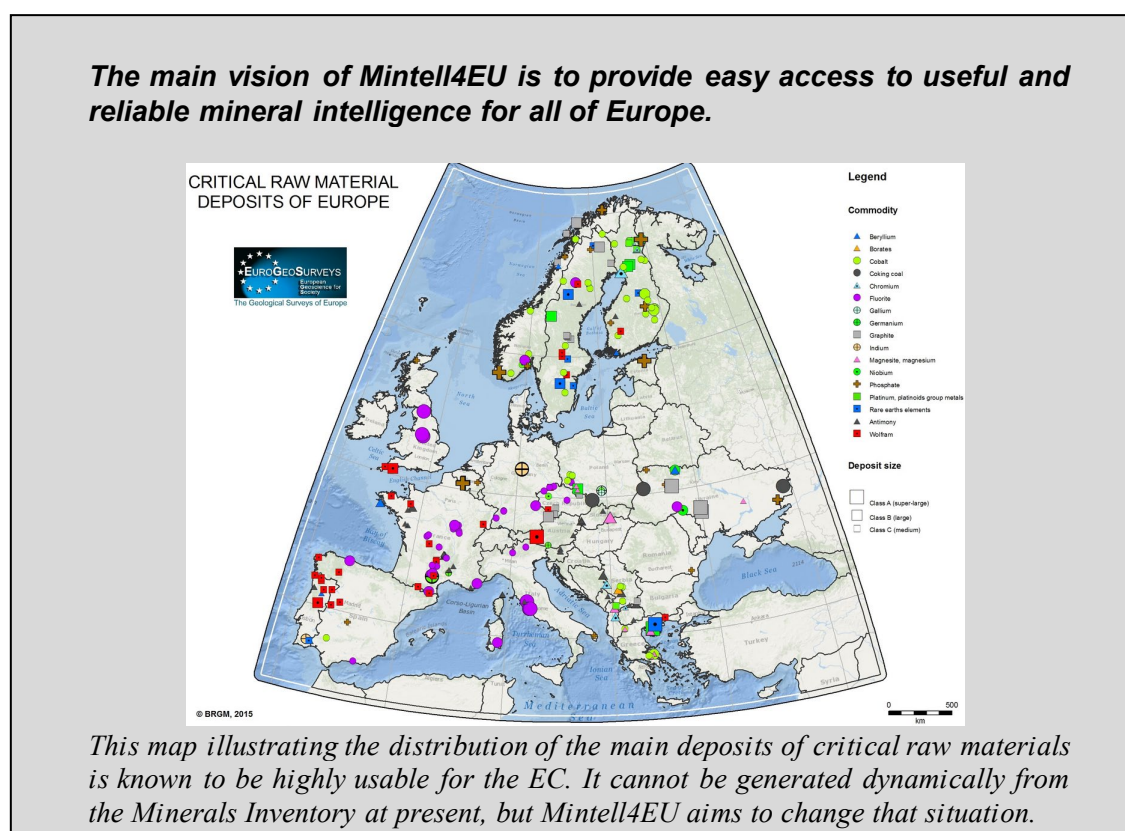 The main vision of Mintell4EU is to provide easy access to useful and
reliable mineral intelligence for all of Europe.
CRITICAL RAW MATERIAL
DEPOSITS OF EUROPE
EUROGEOSURVEYS
European
Geoscience for
Society
The Geological Surveys of Europe
Legend
Commodity
Beryllium
Borates
Cobalt
Coking coal
Chromium
Fluorite
Gallium
Germanium
Graphite
Indium
Magnesite, magnesium
Niobium
Phosphate
Platinum, platinoids group metals
Rare earths elements
Antimony
Wolfram
Deposit size
Class A (super-large)
Class B (large)
Class C (medium)
North
Sea
Baltic
Sea
Celtic
Sea
English Channel
Black Sea
Turkey
Syria
Corso-Ligurian
Basin
Ionian
Sea
Mediterranean
Sea
© BRGM, 2015
0 500
km
This map illustrating the distribution of the main deposits of critical raw materials
is known to be highly usable for the EC. It cannot be generated dynamically from
the Minerals Inventory at present, but Mintell4EU aims to change that situation.